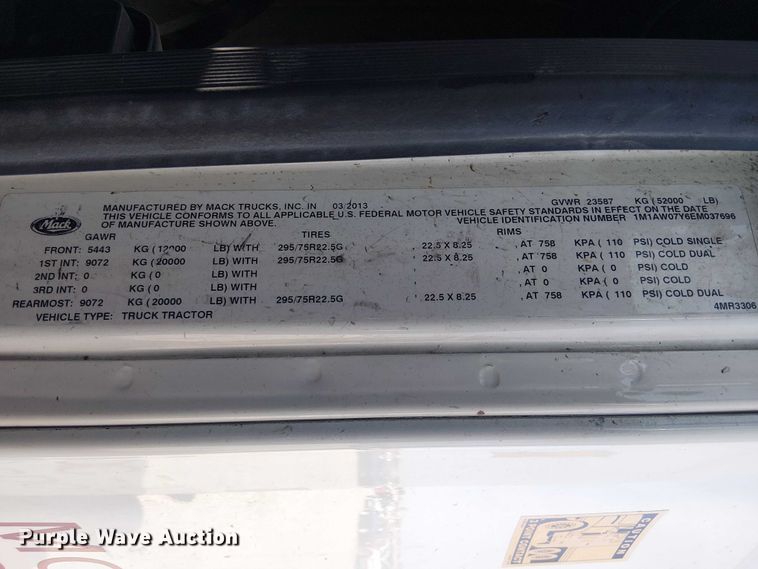 Mack
MANUFACTURED BY MACK TRUCKS, INC. IN 03/2013 GVWR 23587 KG ( 52000 LB)
THIS VEHICLE CONFORMS TO ALL APPLICABLE U.S. FEDERAL MOTOR VEHICLE SAFETY STANDARDS IN EFFECT ON THE DATE
OF MANUFACTURE SHOWN ABOVE. VEHICLE IDENTIFICATION NUMBER 1M1AW07Y6EM037696
GAWR TIRES RIMS
FRONT: 5443 KG ( 12000 LB) WITH 295/75R22.5G 22.5 X 8.25 , AT 758 KPA ( 110 PSI) COLD SINGLE
1ST INT: 9072 KG ( 20000 LB) WITH 295/75R22.5G 22.5 X 8.25 , AT 758 KPA ( 110 PSI) COLD DUAL
2ND INT: 0 KG ( 0 LB) WITH , AT 0 KPA ( PSI) COLD
3RD INT: 0 KG ( 0 LB) WITH , AT 0 KPA ( PSI) COLD
REARMOST: 9072 KG ( 20000 LB) WITH 295/75R22.5G 22.5 X 8.25 , AT 758 KPA ( 110 PSI) COLD DUAL
VEHICLE TYPE: TRUCK TRACTOR 4MR3306
CAUTION
Purple Wave Auction